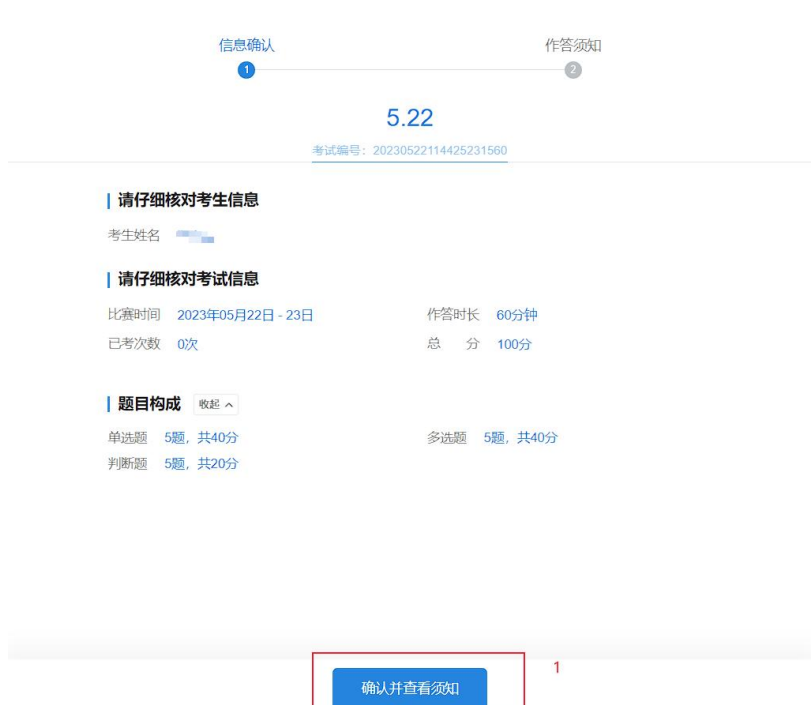 信息确认 作答须知
1 2
5.22
考试编号：20230522114425231560
请仔细核对考生信息
考生姓名
请仔细核对考试信息
比赛时间 2023年05月22日 - 23日 作答时长 60分钟
已考次数 0次 总 分 100分
题目构成 收起
单选题 5题，共40分 多选题 5题，共40分
判断题 5题，共20分
1
确认并查看须知